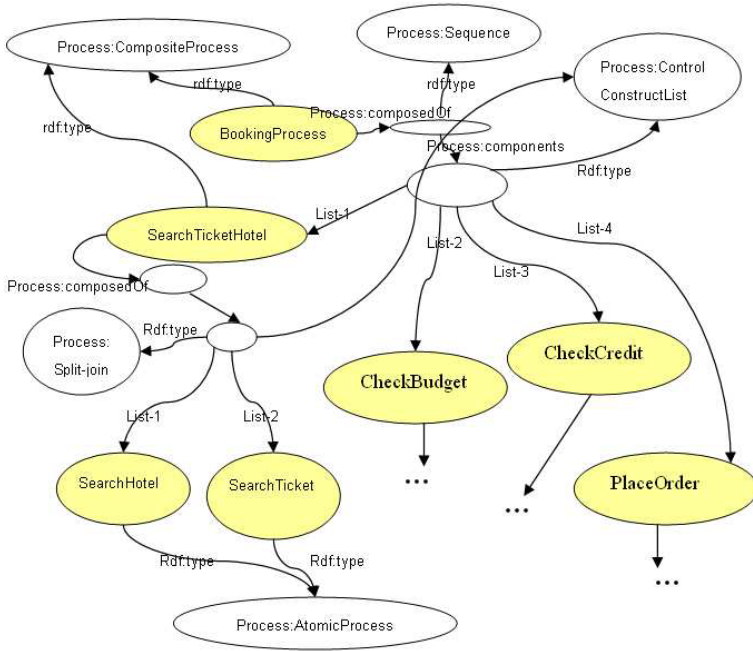 Process:CompositeProcess
Process:Sequence
Process:Control
ConstructList
rdf:type
rdf:type
rdf:type
Process:composedOf
BookingProcess
Process:components
Rdf:type
List-1
SearchTicketHotel
List-2
List-4
List-3
Process:composedOf
Rdf:type
Process:
Split-join
CheckBudget
CheckCredit
List-1
List-2
SearchHotel
SearchTicket
...
...
PlaceOrder
Rdf:type
Rdf:type
...
Process:AtomicProcess